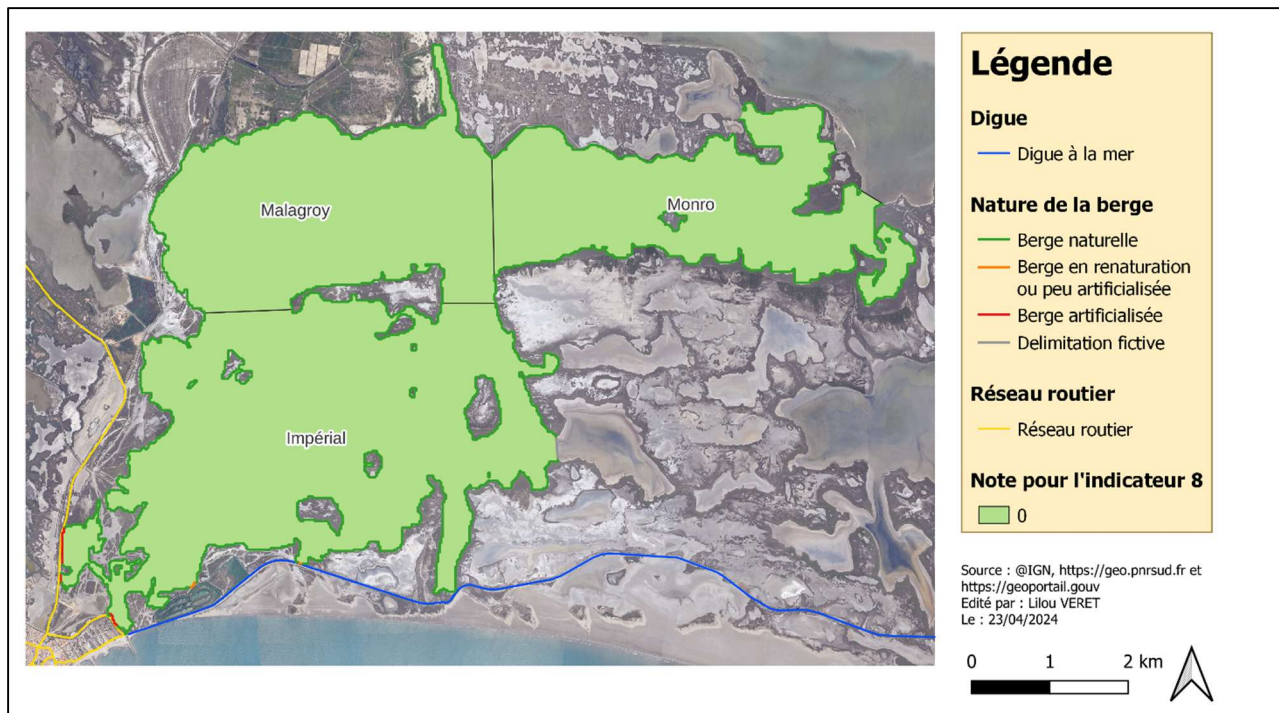 Malagroy
Monro
Impérial
Légende
Digue
Digue à la mer
Nature de la berge
Berge naturelle
Berge en renaturation
ou peu artificialisée
Berge artificialisée
Delimitation fictive
Réseau routier
Réseau routier
Note pour l'indicateur 8
0
Source : @IGN, https://geo.pnrsud.fr et
https://geoportail.gouv
Edité par : Lilou VERET
Le : 23/04/2024
0 1 2 km